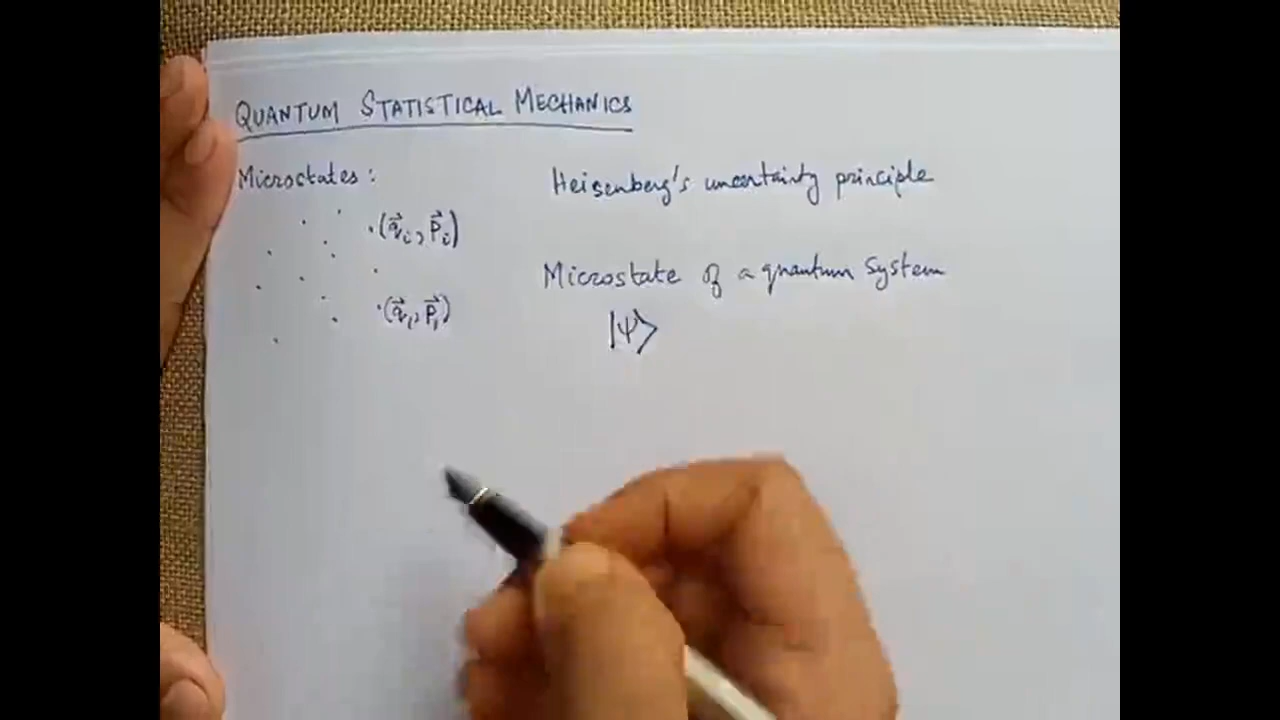 QUANTUM STATISTICAL MECHANICS
Microstates :
Heisenberg's uncertainty principle
.(q⃗ᵢ, p⃗ᵢ)
Microstate of a quantum system
.(q⃗₁, p⃗₁)
|ψ⟩